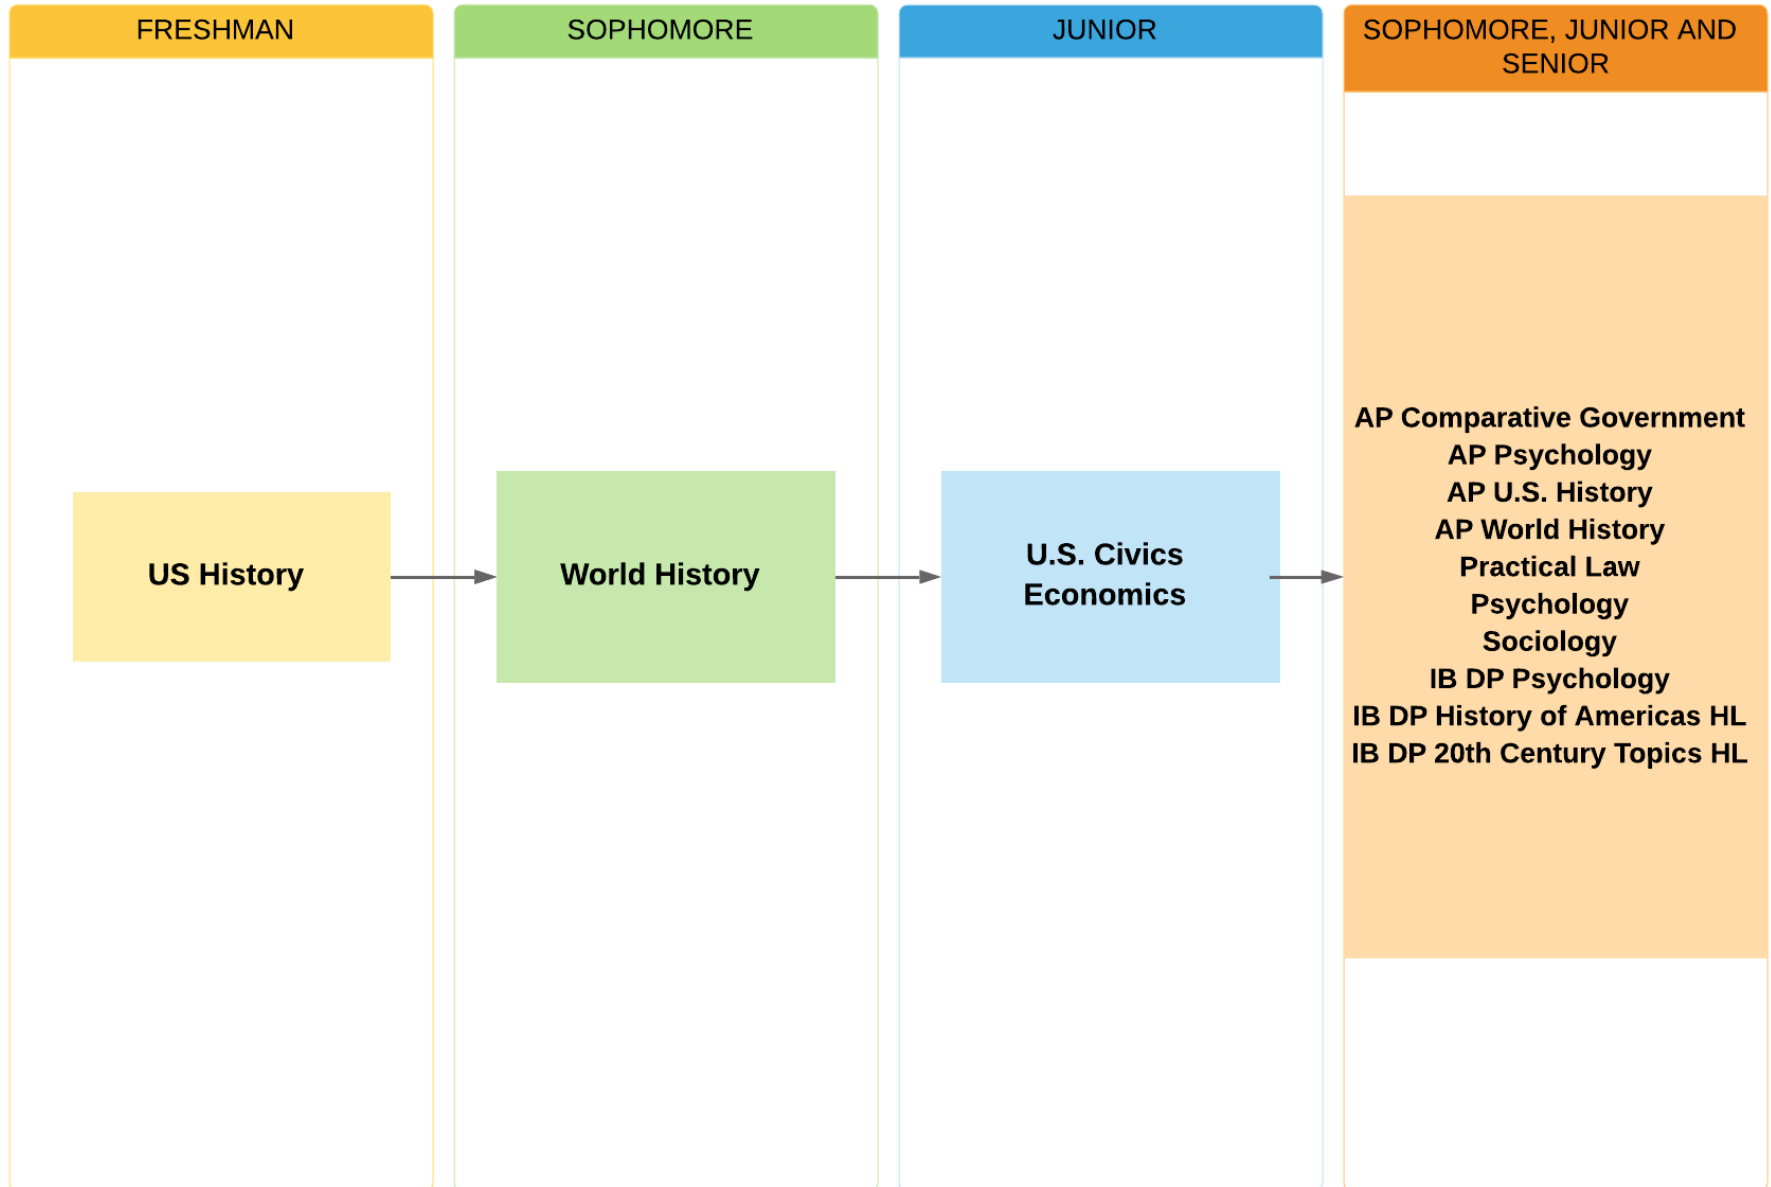 FRESHMAN
SOPHOMORE
JUNIOR
SOPHOMORE, JUNIOR AND
SENIOR
US History
World History
U.S. Civics
Economics
AP Comparative Government
AP Psychology
AP U.S. History
AP World History
Practical Law
Psychology
Sociology
IB DP Psychology
IB DP History of Americas HL
IB DP 20th Century Topics HL